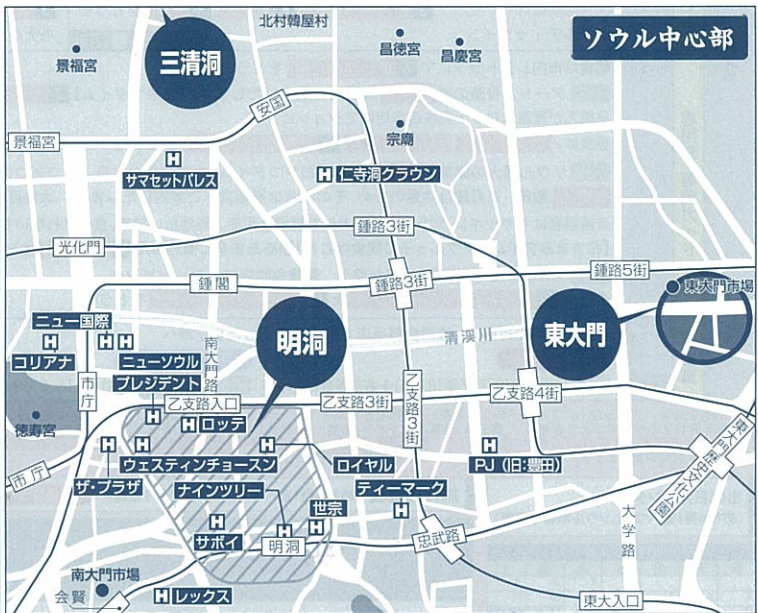 北村韓屋村
ソウル中心部
景福宮
三清洞
昌徳宮
昌慶宮
安国
宗廟
景福宮
サマセットパレス
仁寺洞クラウン
鍾路3街
光化門
鍾閣
鍾路3街
鍾路5街
東大門市場
ニュー国際
コリアナ
ニューソウル
プレジデント
南大門路
明洞
清渓川
東大門
市庁
乙支路入口
乙支路3街
乙支路3街
乙支路4街
徳寿宮
ロッテ
市庁
ザ・プラザ
ウェスティンチョースン
ロイヤル
PJ（旧:豊田）
東大門歴史文化公園
ナインツリー
世宗
ティーマーク
大学路
サボイ
明洞
忠武路
南大門市場
会賢
レックス
東大入口